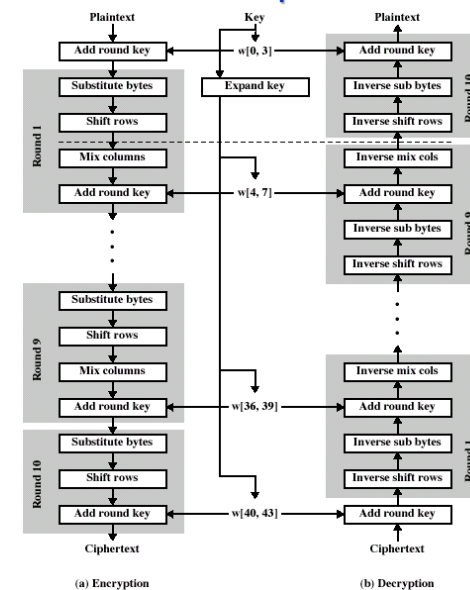 Plaintext
Key
Plaintext
Add round key
w[0, 3]
Add round key
Substitute bytes
Expand key
Inverse sub bytes
Shift rows
Inverse shift rows
Round 1
Round 10
Mix columns
Inverse mix cols
Add round key
w[4, 7]
Add round key
Inverse sub bytes
Inverse shift rows
Round 9
Substitute bytes
Shift rows
Mix columns
Inverse mix cols
Round 9
Add round key
w[36, 39]
Add round key
Substitute bytes
Inverse sub bytes
Shift rows
Inverse shift rows
Round 10
Round 1
Add round key
w[40, 43]
Add round key
Ciphertext
Ciphertext
(a) Encryption
(b) Decryption